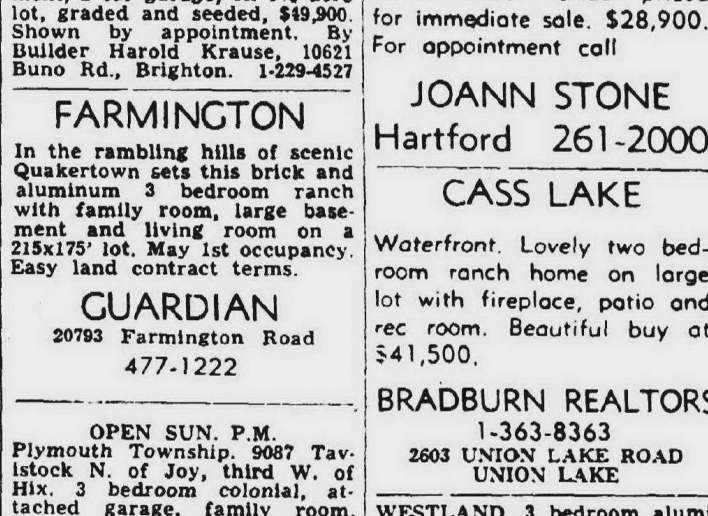 lot, graded and seeded, $49,900.
Shown by appointment. By
Builder Harold Krause, 10621
Buno Rd., Brighton. 1-229-4527
FARMINGTON
In the rambling hills of scenic
Quakertown sets this brick and
aluminum 3 bedroom ranch
with family room, large base-
ment and living room on a
215x175' lot. May 1st occupancy.
Easy land contract terms.
GUARDIAN
20793 Farmington Road
477-1222
OPEN SUN. P.M.
Plymouth Township. 9087 Tav-
istock N. of Joy, third W. of
Hix. 3 bedroom colonial, at-
tached garage, family room,
for immediate sale. $28,900.
For appointment call
JOANN STONE
Hartford 261-2000
CASS LAKE
Waterfront. Lovely two bed-
room ranch home on large
lot with fireplace, patio and
rec room. Beautiful buy at
$41,500.
BRADBURN REALTORS
1-363-8363
2603 UNION LAKE ROAD
UNION LAKE
WESTLAND 3 bedroom alumi